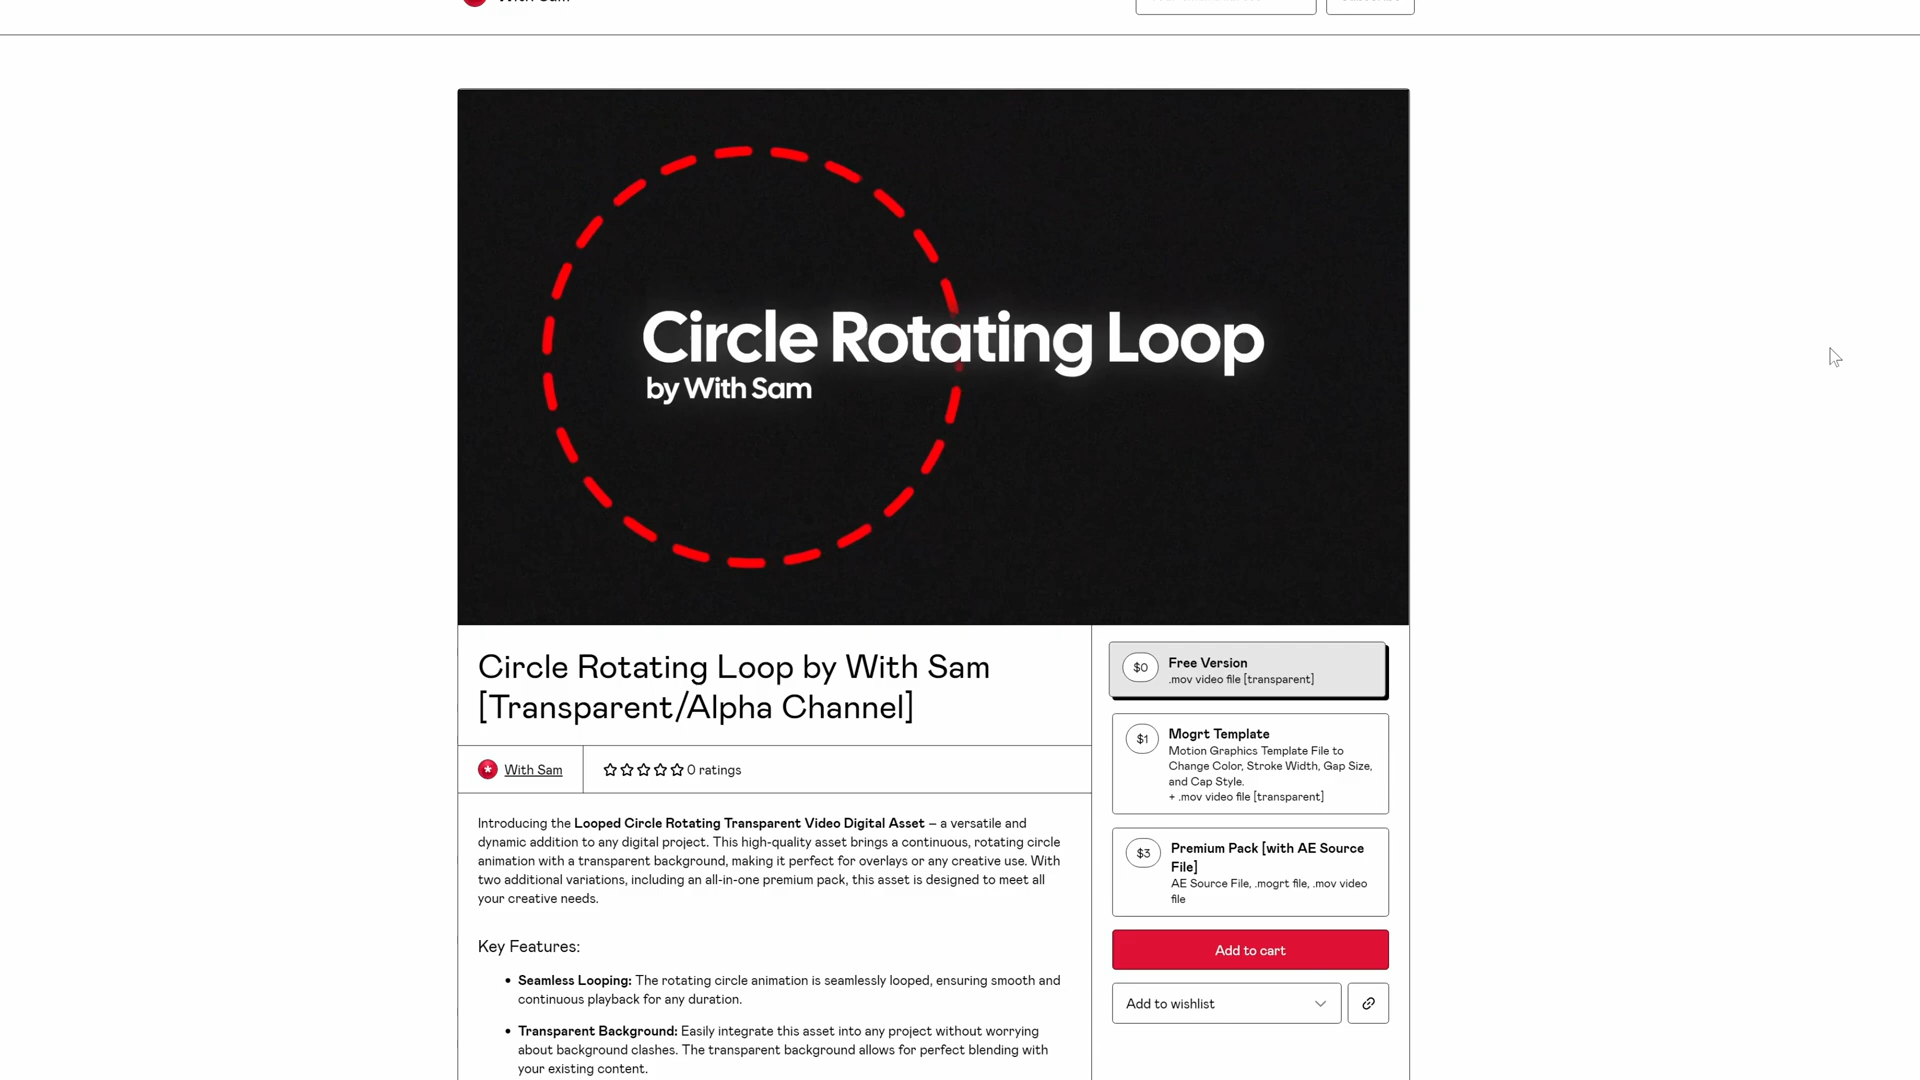 With Sam
Circle Rotating Loop
by With Sam
Circle Rotating Loop by With Sam
[Transparent/Alpha Channel]
With Sam
0 ratings
Introducing the Looped Circle Rotating Transparent Video Digital Asset – a versatile and
dynamic addition to any digital project. This high-quality asset brings a continuous, rotating circle
animation with a transparent background, making it perfect for overlays or any creative use. With
two additional variations, including an all-in-one premium pack, this asset is designed to meet all
your creative needs.
Key Features:
• Seamless Looping: The rotating circle animation is seamlessly looped, ensuring smooth and
continuous playback for any duration.
• Transparent Background: Easily integrate this asset into any project without worrying
about background clashes. The transparent background allows for perfect blending with
your existing content.
$0
Free Version
.mov video file [transparent]
$1
Mogrt Template
Motion Graphics Template File to
Change Color, Stroke Width, Gap Size,
and Cap Style.
+ .mov video file [transparent]
$3
Premium Pack [with AE Source
File]
AE Source File, .mogrt file, .mov video
file
Add to cart
Add to wishlist